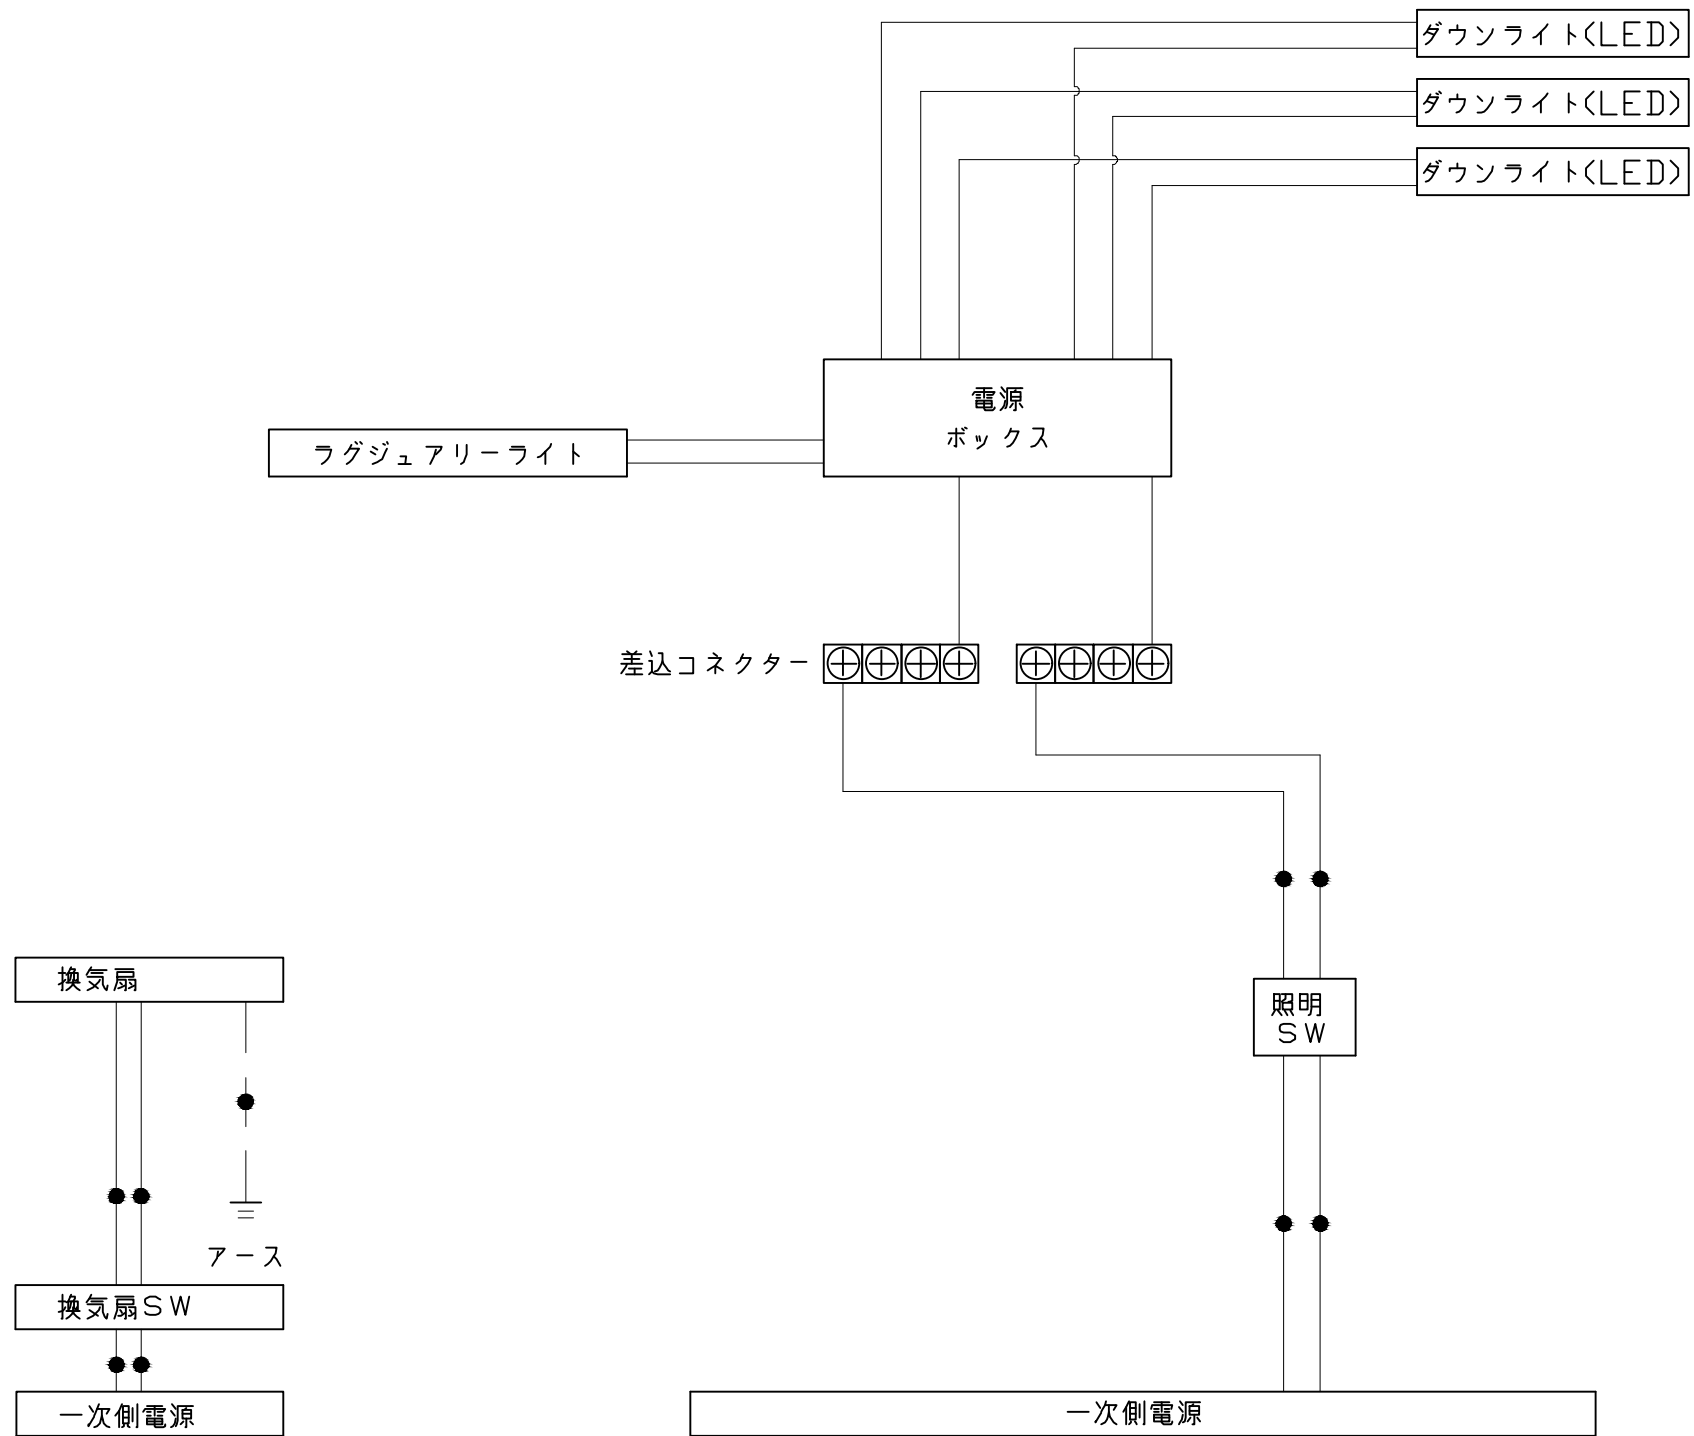 ダウンライト(LED)
ダウンライト(LED)
ダウンライト(LED)
電源
ボックス
ラグジュアリーライト
差込コネクター
換気扇
照明
SW
アース
換気扇SW
一次側電源
一次側電源